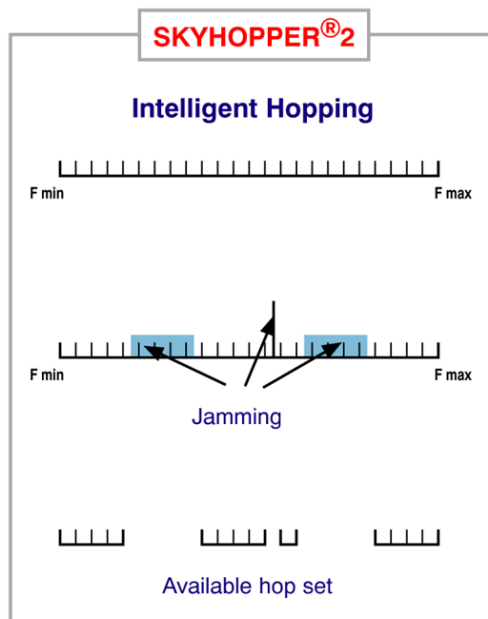 SKYHOPPER®2
Intelligent Hopping
F min F max
F min F max
Jamming
Available hop set